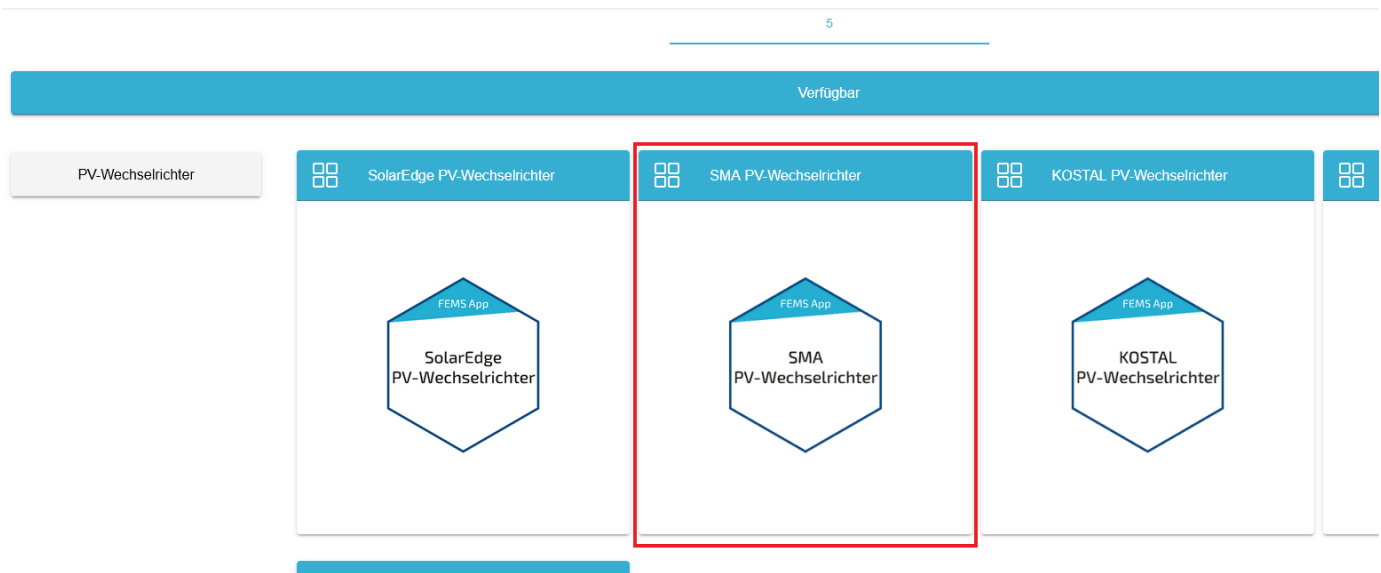 5
Verfügbar
PV-Wechselrichter
SolarEdge PV-Wechselrichter
SMA PV-Wechselrichter
KOSTAL PV-Wechselrichter
FEMS App
SolarEdge
PV-Wechselrichter
FEMS App
SMA
PV-Wechselrichter
FEMS App
KOSTAL
PV-Wechselrichter